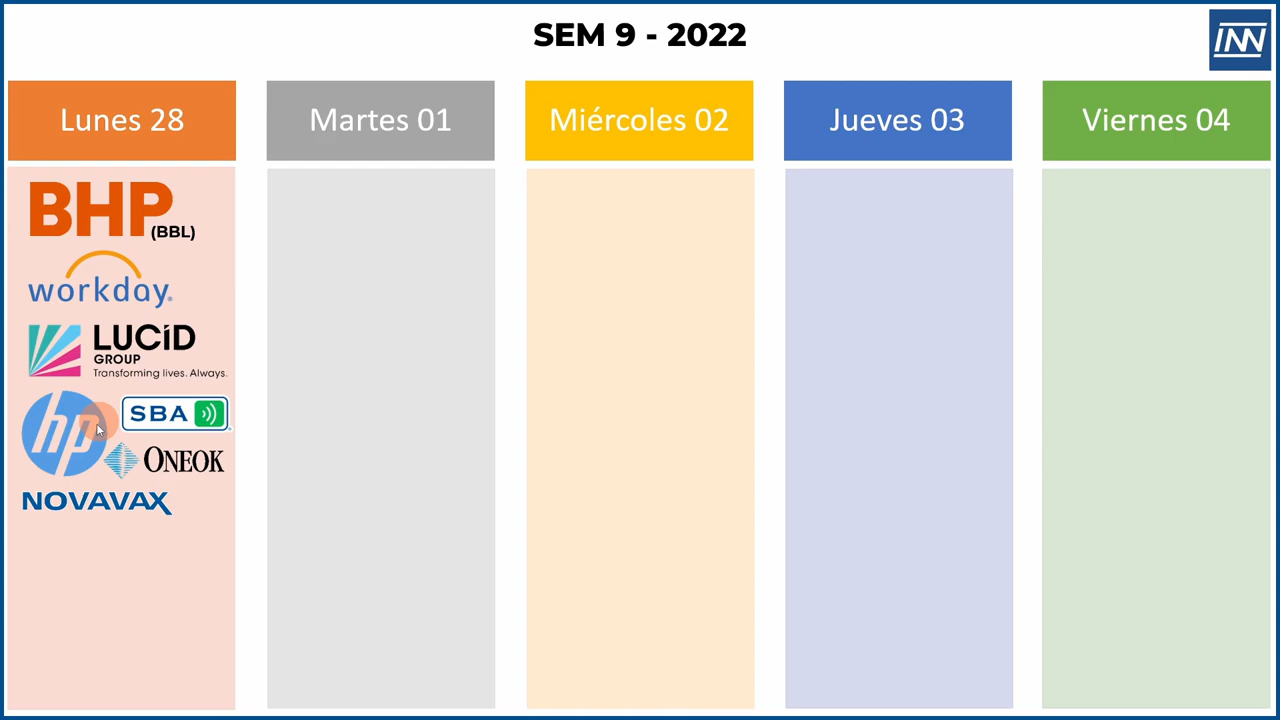 SEM 9 - 2022
INN
Lunes 28
Martes 01
Miércoles 02
Jueves 03
Viernes 04
BHP
(BBL)
workday®
LUCiD
GROUP
Transforming lives. Always.
hp
SBA
ONEOK
NOVAVAX